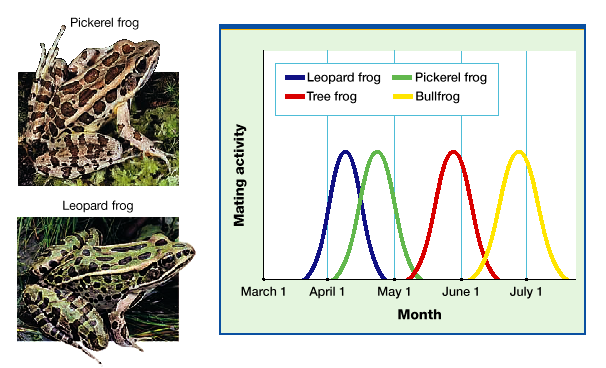 Pickerel frog
Leopard frog
Leopard frog
Pickerel frog
Tree frog
Bullfrog
Mating activity
March 1
April 1
May 1
June 1
July 1
Month